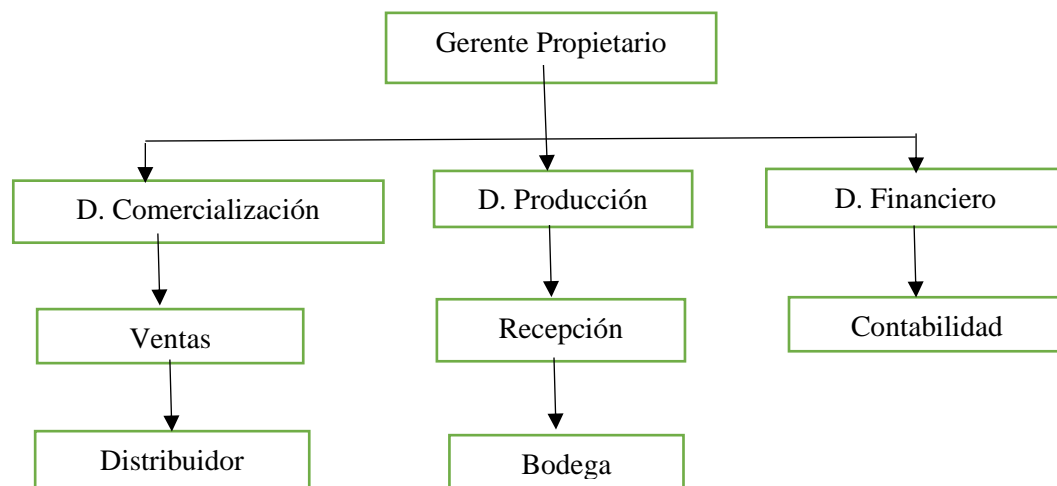 Gerente Propietario
D. Comercialización
D. Producción
D. Financiero
Ventas
Recepción
Contabilidad
Distribuidor
Bodega